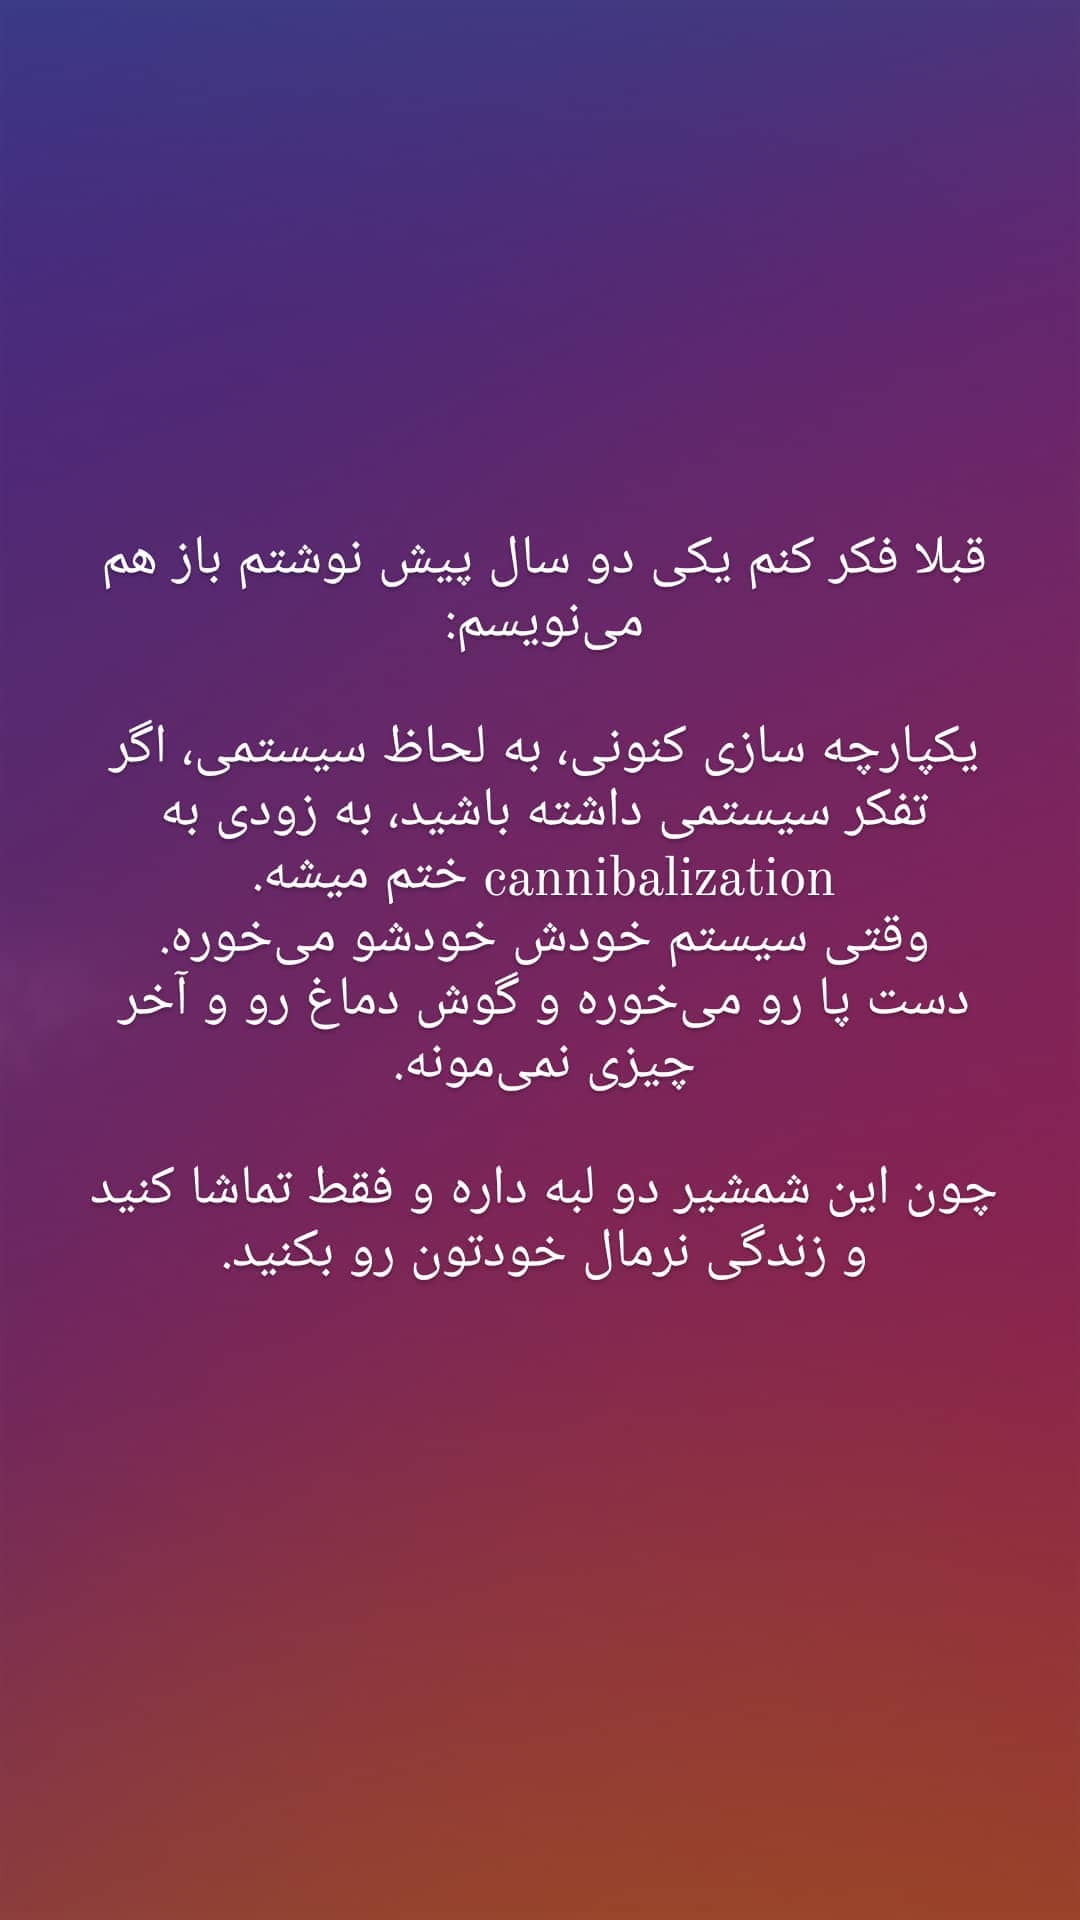 قبلا فکر کنم یکی دو سال پیش نوشتم باز هم
می‌نویسم:
یکپارچه سازی کنونی، به لحاظ سیستمی، اگر
تفکر سیستمی داشته باشید، به زودی به
cannibalization ختم میشه.
وقتی سیستم خودش خودشو می‌خوره.
دست پا رو می‌خوره و گوش دماغ رو و آخر
چیزی نمی‌مونه.
چون این شمشیر دو لبه داره و فقط تماشا کنید
و زندگی نرمال خودتون رو بکنید.